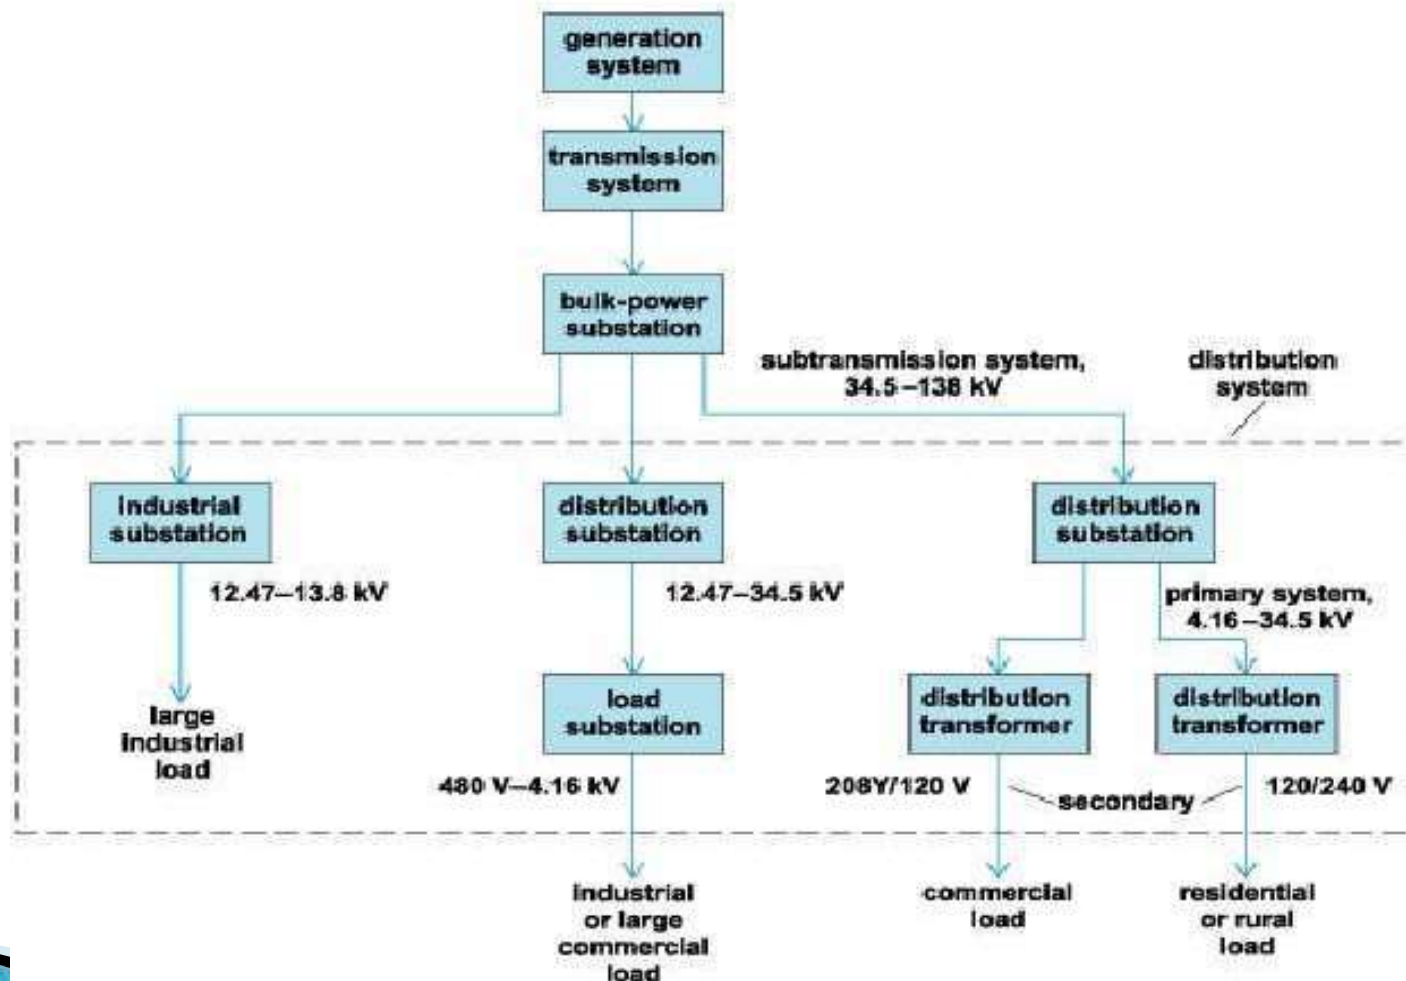 generation
system
transmission
system
bulk-power
substation
subtransmission system,
34.5–138 kV
distribution
system
industrial
substation
distribution
substation
distribution
substation
12.47–13.8 kV
12.47–34.5 kV
primary system,
4.16–34.5 kV
large
industrial
load
load
substation
distribution
transformer
distribution
transformer
480 V–4.16 kV
208Y/120 V
secondary
120/240 V
industrial
or large
commercial
load
commercial
load
residential
or rural
load